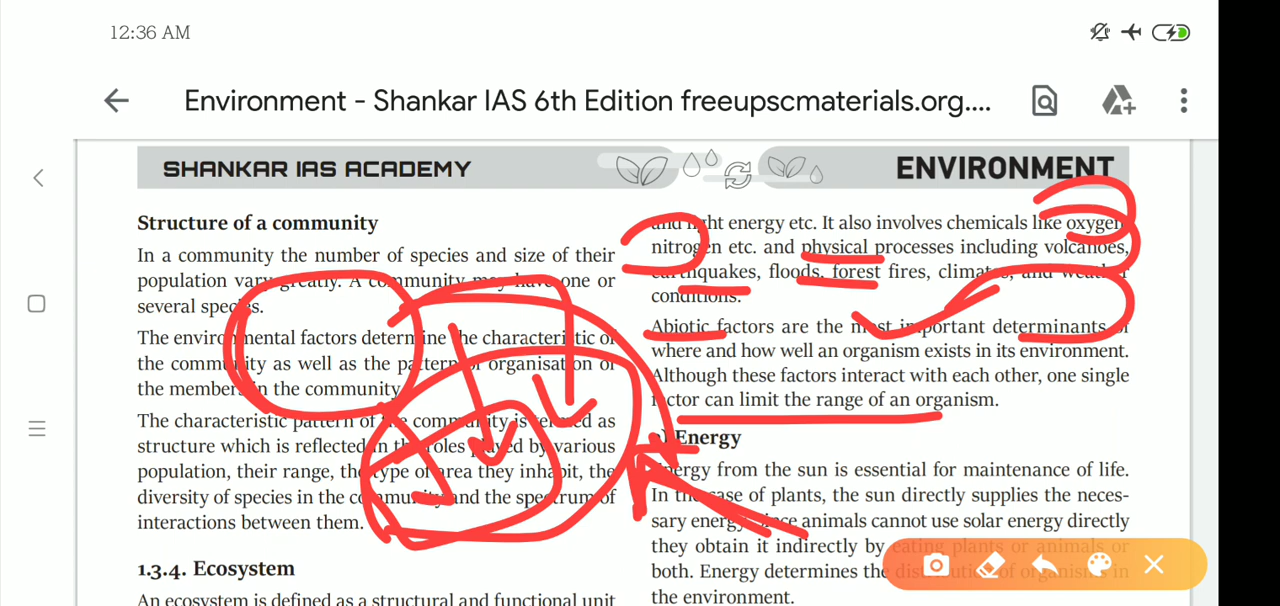 12:36 AM
Environment - Shankar IAS 6th Edition freeupscmaterials.org....
SHANKAR IAS ACADEMY
ENVIRONMENT
Structure of a community
In a community the number of species and size of their
population vary greatly. A community may have one or
several species.
The environmental factors determine the characteristic of
the community as well as the pattern of organisation of
the members in the community
The characteristic pattern of the community is termed as
structure which is reflected in the roles played by various
population, their range, the type of area they inhabit, the
diversity of species in the community and the spectrum of
interactions between them.
1.3.4. Ecosystem
An ecosystem is defined as a structural and functional unit
and light energy etc. It also involves chemicals like oxygen
nitrogen etc. and physical processes including volcanoes,
earthquakes, floods, forest fires, climates, and weather
conditions.
Abiotic factors are the most important determinants of
where and how well an organism exists in its environment.
Although these factors interact with each other, one single
factor can limit the range of an organism.
a) Energy
Energy from the sun is essential for maintenance of life.
In the case of plants, the sun directly supplies the neces-
sary energy. Since animals cannot use solar energy directly
they obtain it indirectly by eating plants or animals or
both. Energy determines the distribution of organisms in
the environment.